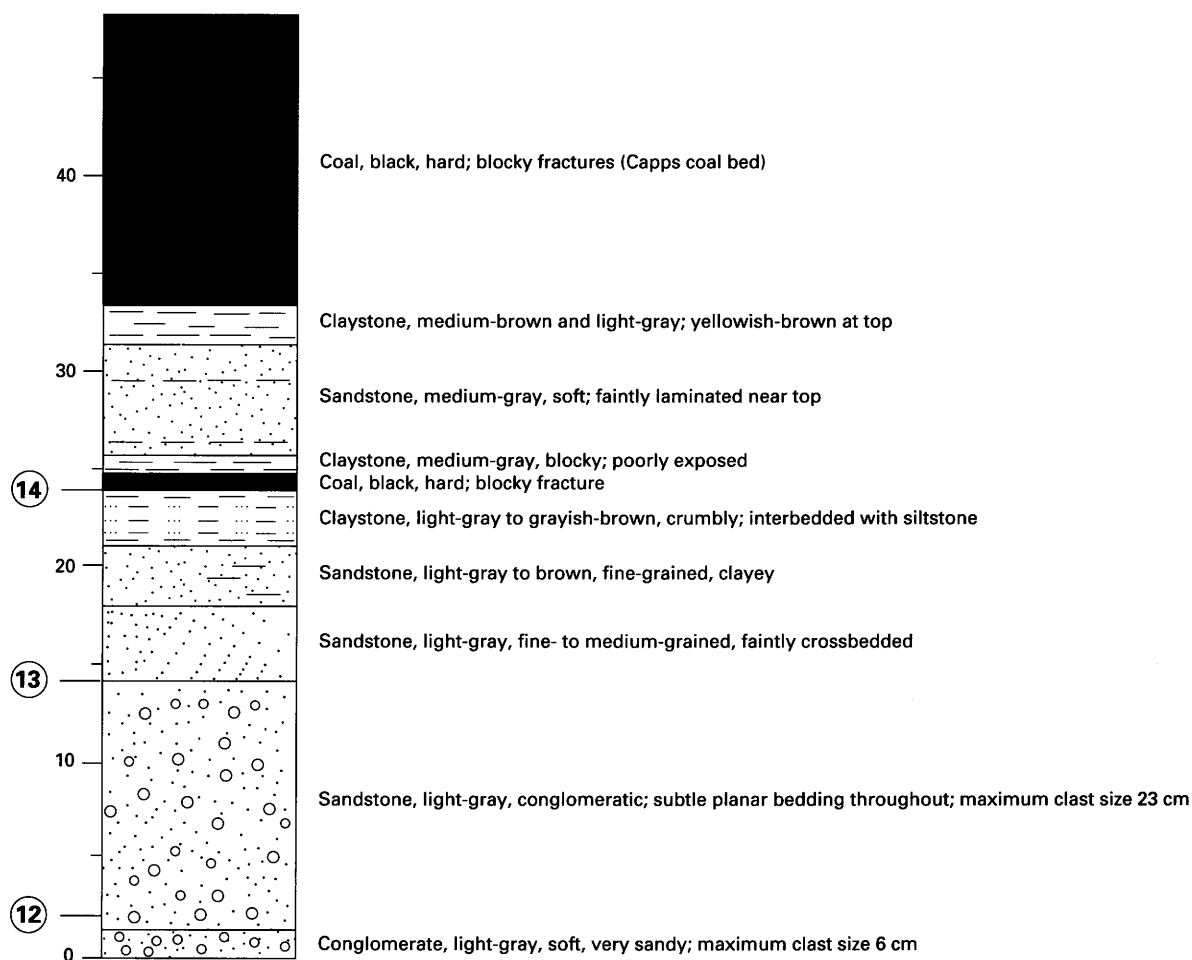 Coal, black, hard; blocky fractures (Capps coal bed)
40
Claystone, medium-brown and light-gray; yellowish-brown at top
30
Sandstone, medium-gray, soft; faintly laminated near top
Claystone, medium-gray, blocky; poorly exposed
14
Coal, black, hard; blocky fracture
Claystone, light-gray to grayish-brown, crumbly; interbedded with siltstone
20
Sandstone, light-gray to brown, fine-grained, clayey
Sandstone, light-gray, fine- to medium-grained, faintly crossbedded
13
10
Sandstone, light-gray, conglomeratic; subtle planar bedding throughout; maximum clast size 23 cm
12
0
Conglomerate, light-gray, soft, very sandy; maximum clast size 6 cm